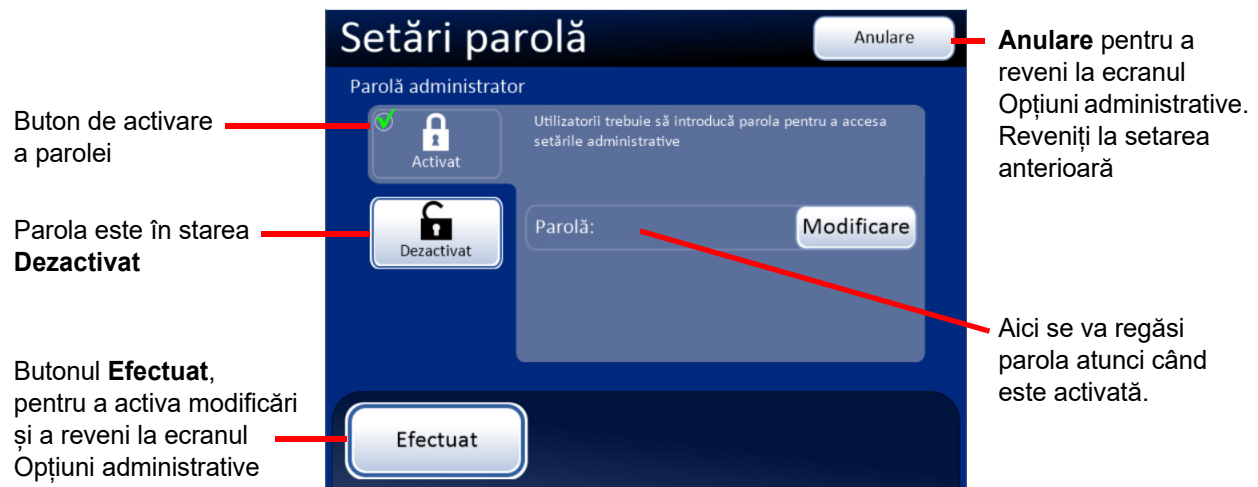 Setări parolă
Anulare
Parolă administrator
Activat
Utilizatorii trebuie să introducă parola pentru a accesa
setările administrative
Dezactivat
Parolă:
Modificare
Efectuat
Buton de activare
a parolei
Parola este în starea
Dezactivat
Butonul Efectuat,
pentru a activa modificări
și a reveni la ecranul
Opțiuni administrative
Anulare pentru a
reveni la ecranul
Opțiuni administrative.
Reveniți la setarea
anterioară
Aici se va regăsi
parola atunci când
este activată.